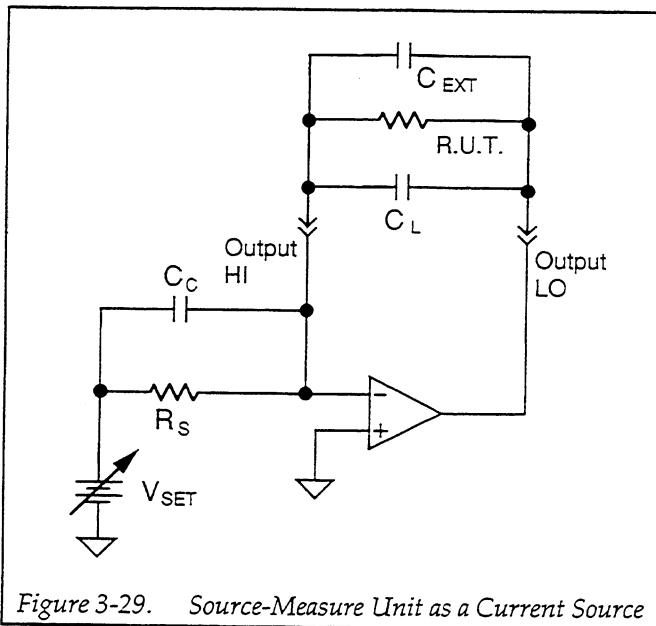 C EXT
R.U.T.
C L
Output
HI
Output
LO
C C
R S
V SET
-
+
Figure 3-29. Source-Measure Unit as a Current Source